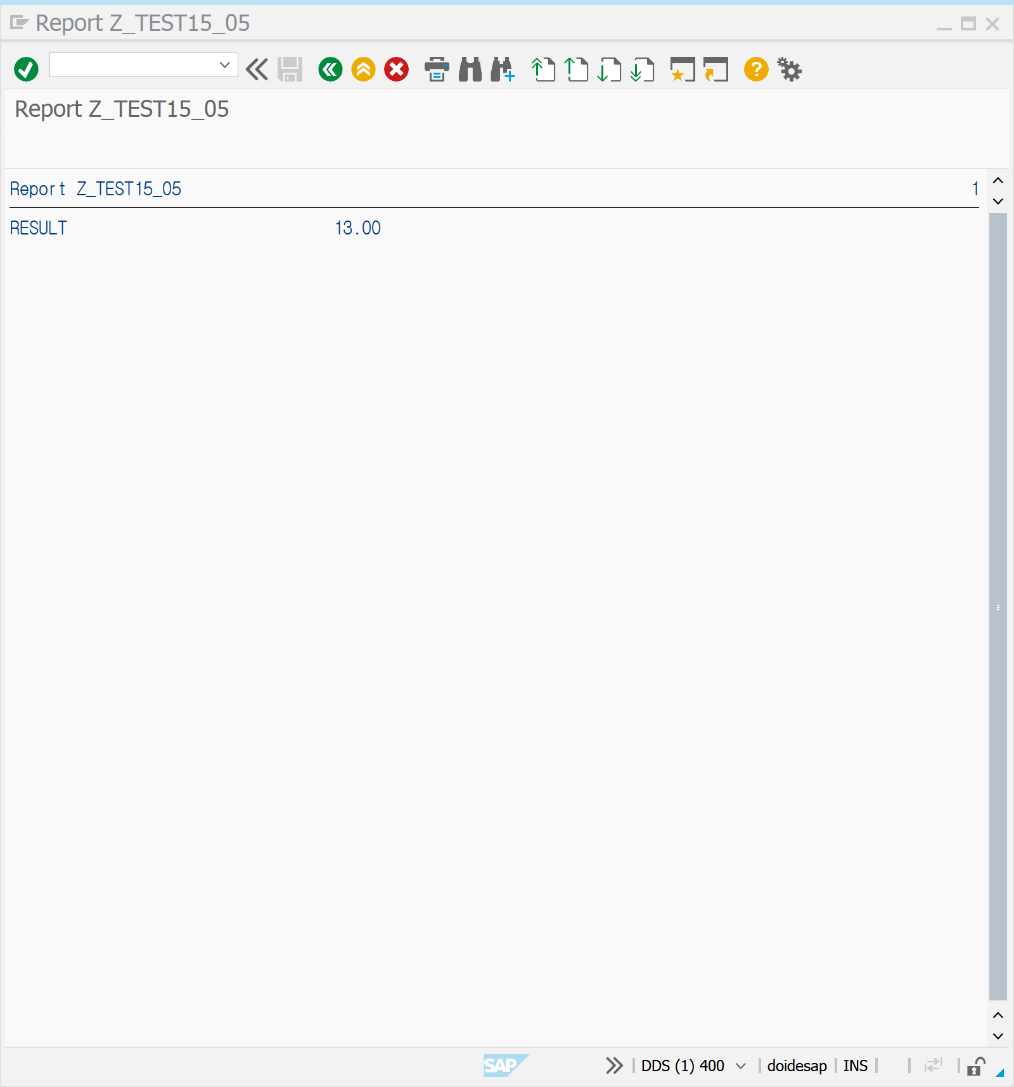 Report Z_TEST15_05
Report Z_TEST15_05
Report Z_TEST15_05 1
RESULT 13.00
SAP DDS (1) 400 doidesap INS